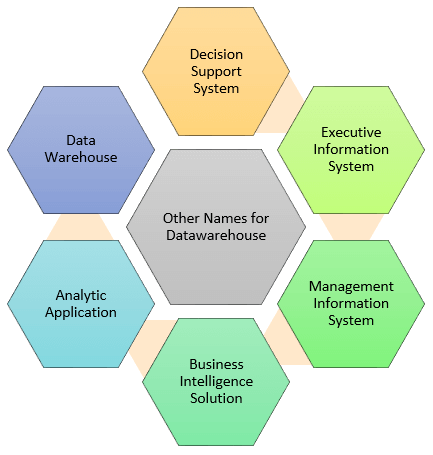 Decision
Support
System
Executive
Information
System
Management
Information
System
Business
Intelligence
Solution
Analytic
Application
Data
Warehouse
Other Names for
Datawarehouse